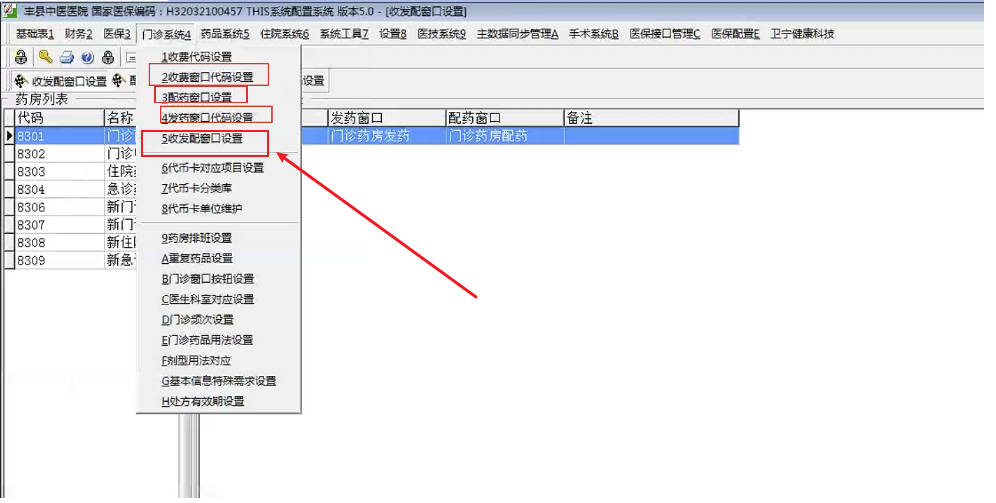 丰县中医医院 国家医保编码：H32032100457 THIS系统配置系统 版本5.0 - [收发配窗口设置]
基础表1 财务2 医保3 门诊系统4 药品系统5 住院系统6 系统工具7 设置8 医技系统9 主数据同步管理A 手术系统B 医保接口管理C 医保配置E 卫宁健康科技
收发配窗口设置
置
药房列表
代码 名称 发药窗口 配药窗口 备注
8301 门诊 门诊药房发药 门诊药房配药
8302 门诊
8303 住院
8304 急诊
8306 新门
8307 新门
8308 新住
8309 新急
1收费代码设置
2收费窗口代码设置
3配药窗口设置
4发药窗口代码设置
5收发配窗口设置
6代币卡对应项目设置
7代币卡分类库
8代币卡单位维护
9药房排班设置
A重复药品设置
B门诊窗口按钮设置
C医生科室对应设置
D门诊频次设置
E门诊药品用法设置
F剂型用法对应
G基本信息特殊需求设置
H处方有效期设置